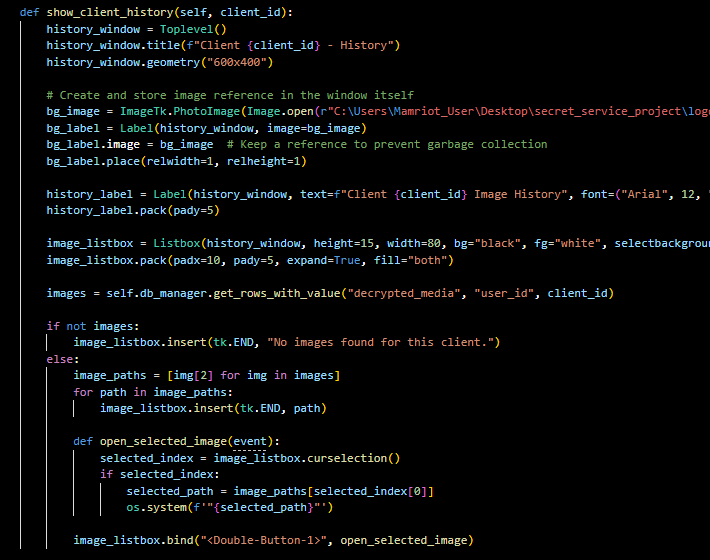 def show_client_history(self, client_id):
    history_window = Toplevel()
    history_window.title(f"Client {client_id} - History")
    history_window.geometry("600x400")

    # Create and store image reference in the window itself
    bg_image = ImageTk.PhotoImage(Image.open(r"C:\Users\Mamriot_User\Desktop\secret_service_project\logo
    bg_label = Label(history_window, image=bg_image)
    bg_label.image = bg_image  # Keep a reference to prevent garbage collection
    bg_label.place(relwidth=1, relheight=1)

    history_label = Label(history_window, text=f"Client {client_id} Image History", font=("Arial", 12, "
    history_label.pack(pady=5)

    image_listbox = Listbox(history_window, height=15, width=80, bg="black", fg="white", selectbackgroun
    image_listbox.pack(padx=10, pady=5, expand=True, fill="both")

    images = self.db_manager.get_rows_with_value("decrypted_media", "user_id", client_id)

    if not images:
        image_listbox.insert(tk.END, "No images found for this client.")
    else:
        image_paths = [img[2] for img in images]
        for path in image_paths:
            image_listbox.insert(tk.END, path)

        def open_selected_image(event):
            selected_index = image_listbox.curselection()
            if selected_index:
                selected_path = image_paths[selected_index[0]]
                os.system(f'"{selected_path}"')

        image_listbox.bind("<Double-Button-1>", open_selected_image)